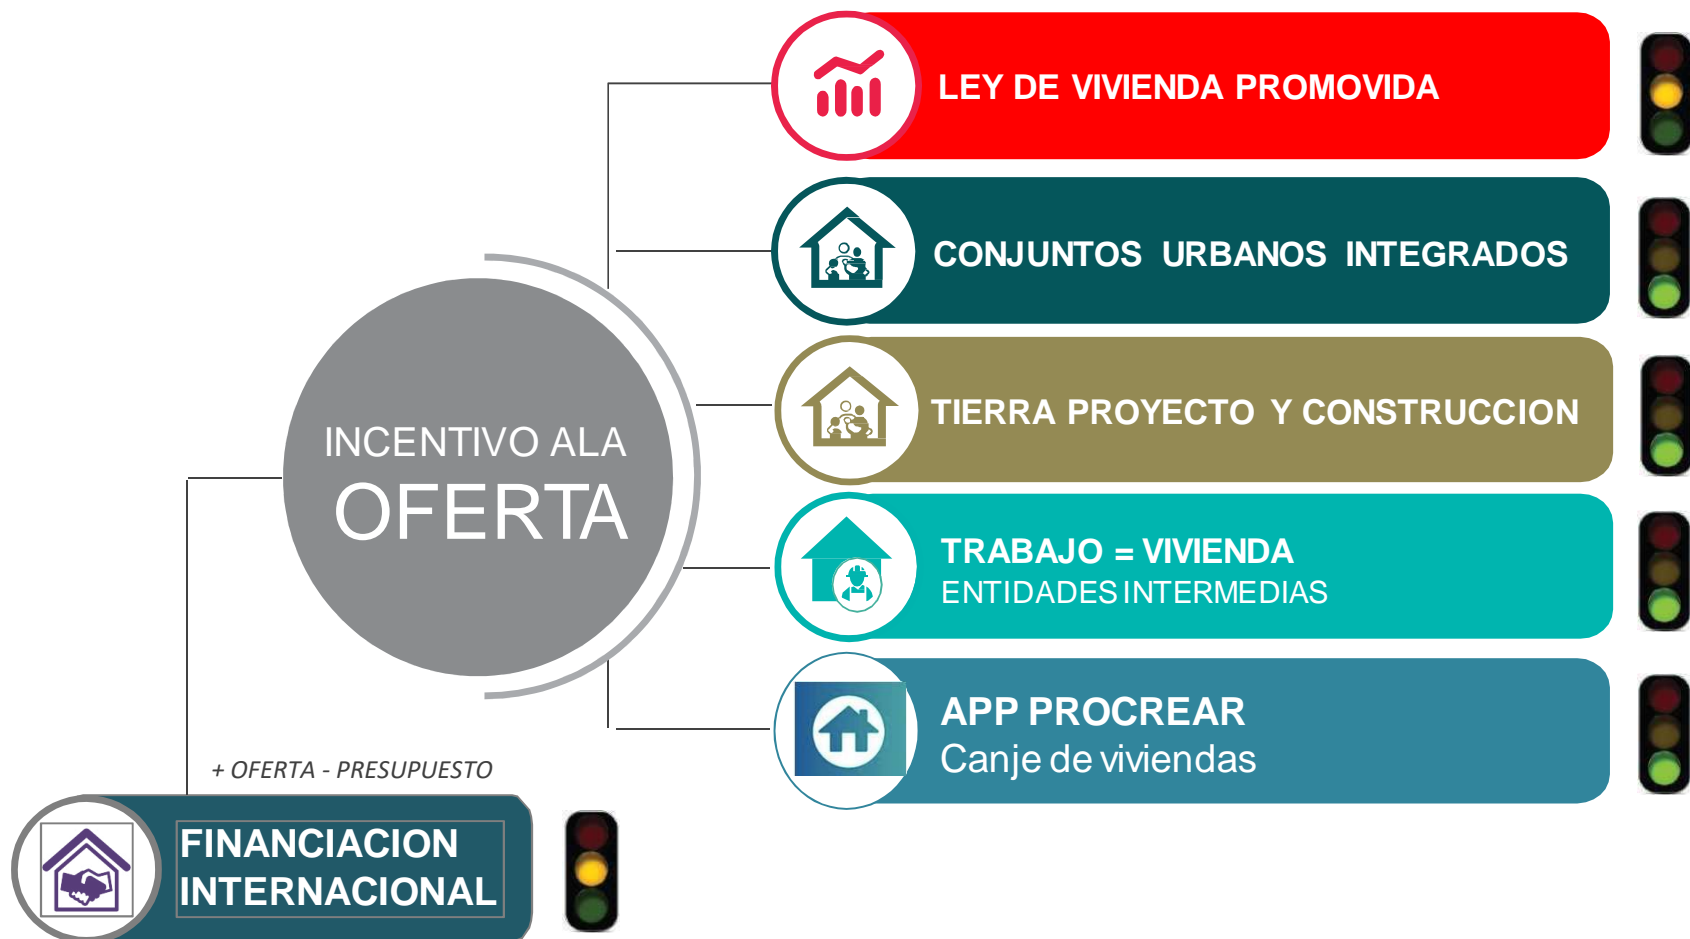 LEY DE VIVIENDA PROMOVIDA
CONJUNTOS URBANOS INTEGRADOS
TIERRA PROYECTO Y CONSTRUCCION
INCENTIVO ALA
OFERTA
TRABAJO = VIVIENDA
ENTIDADES INTERMEDIAS
APP PROCREAR
Canje de viviendas
+ OFERTA - PRESUPUESTO
FINANCIACION
INTERNACIONAL